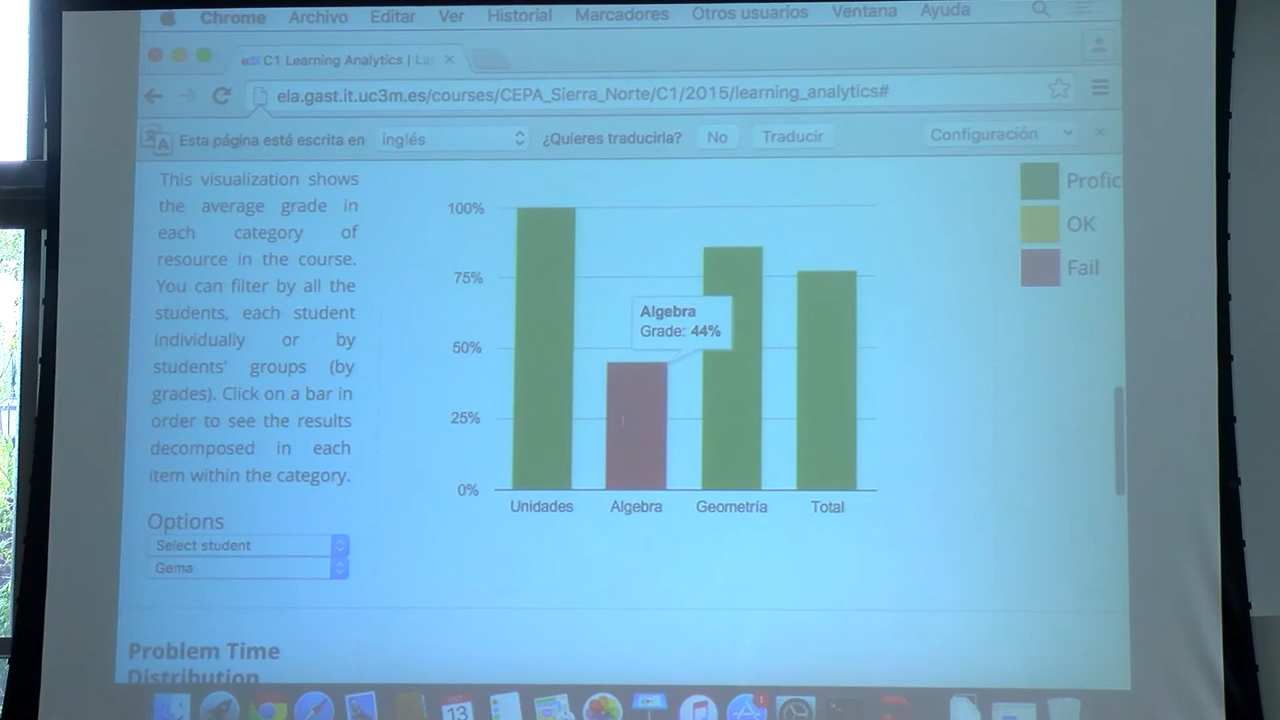 Chrome Archivo Editar Ver Historial Marcadores Otros usuarios Ventana Ayuda
C1 Learning Analytics | La
ela.gast.it.uc3m.es/courses/CEPA_Sierra_Norte/C1/2015/learning_analytics#
Esta página está escrita en inglés ¿Quieres traducirla? No Traducir Configuración
This visualization shows
the average grade in
each category of
resource in the course.
You can filter by all the
students, each student
individually or by
students' groups (by
grades). Click on a bar in
order to see the results
decomposed in each
item within the category.
Options
Select student
Gema
100%
75%
50%
25%
0%
Algebra
Grade: 44%
Unidades Algebra Geometría Total
Profic
OK
Fail
Problem Time
Distribution
13
1